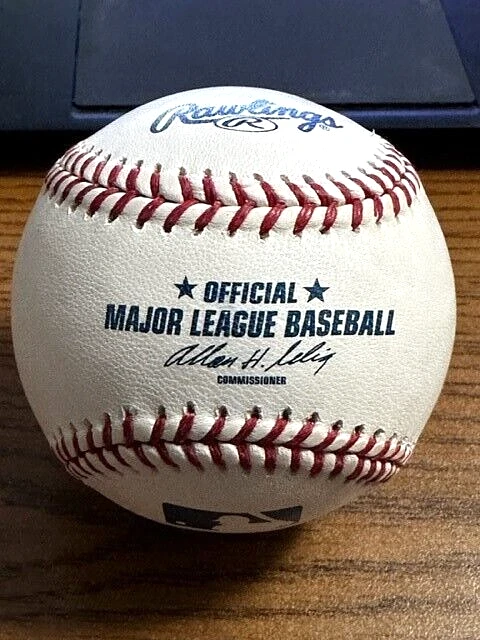 Rawlings®
R
★ OFFICIAL ★
MAJOR LEAGUE BASEBALL
Allan H. Selig
COMMISSIONER